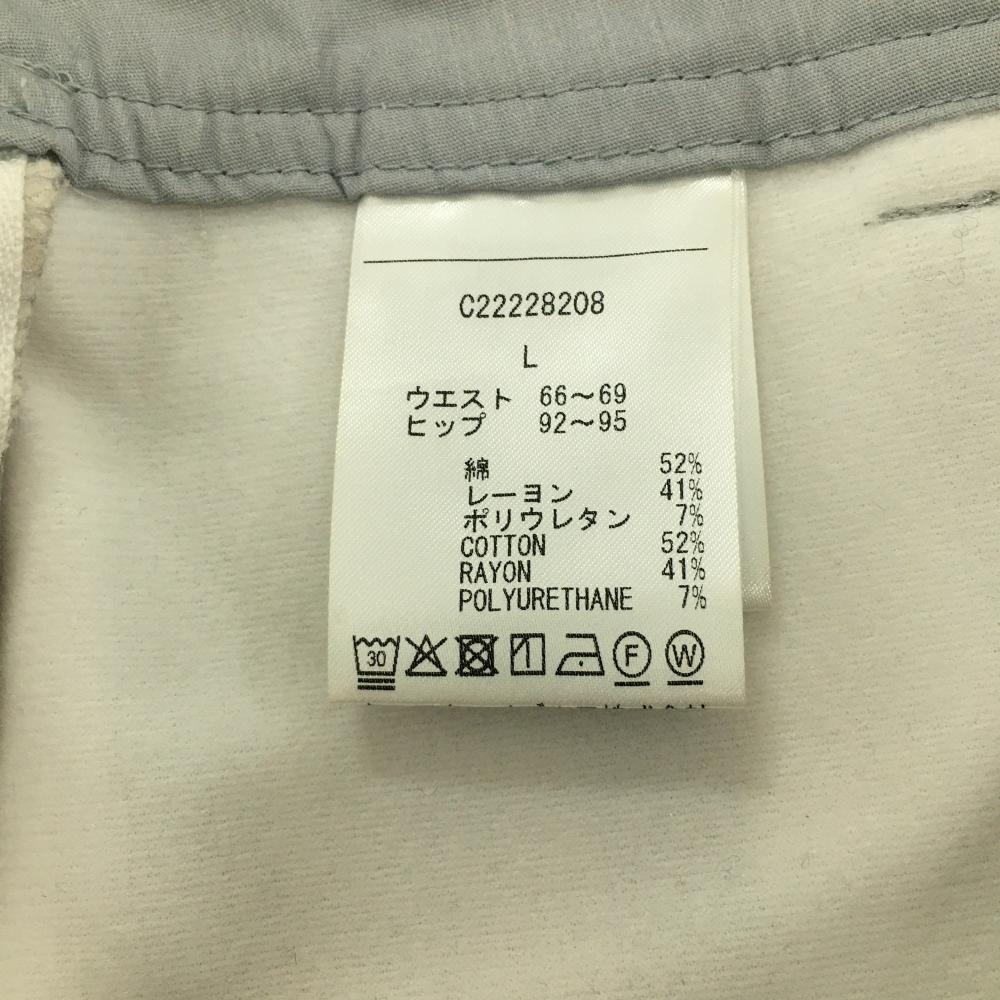 C22228208
L
ウエスト 66～69
ヒップ 92～95
綿 52%
レーヨン 41%
ポリウレタン 7%
COTTON 52%
RAYON 41%
POLYURETHANE 7%
30 F W